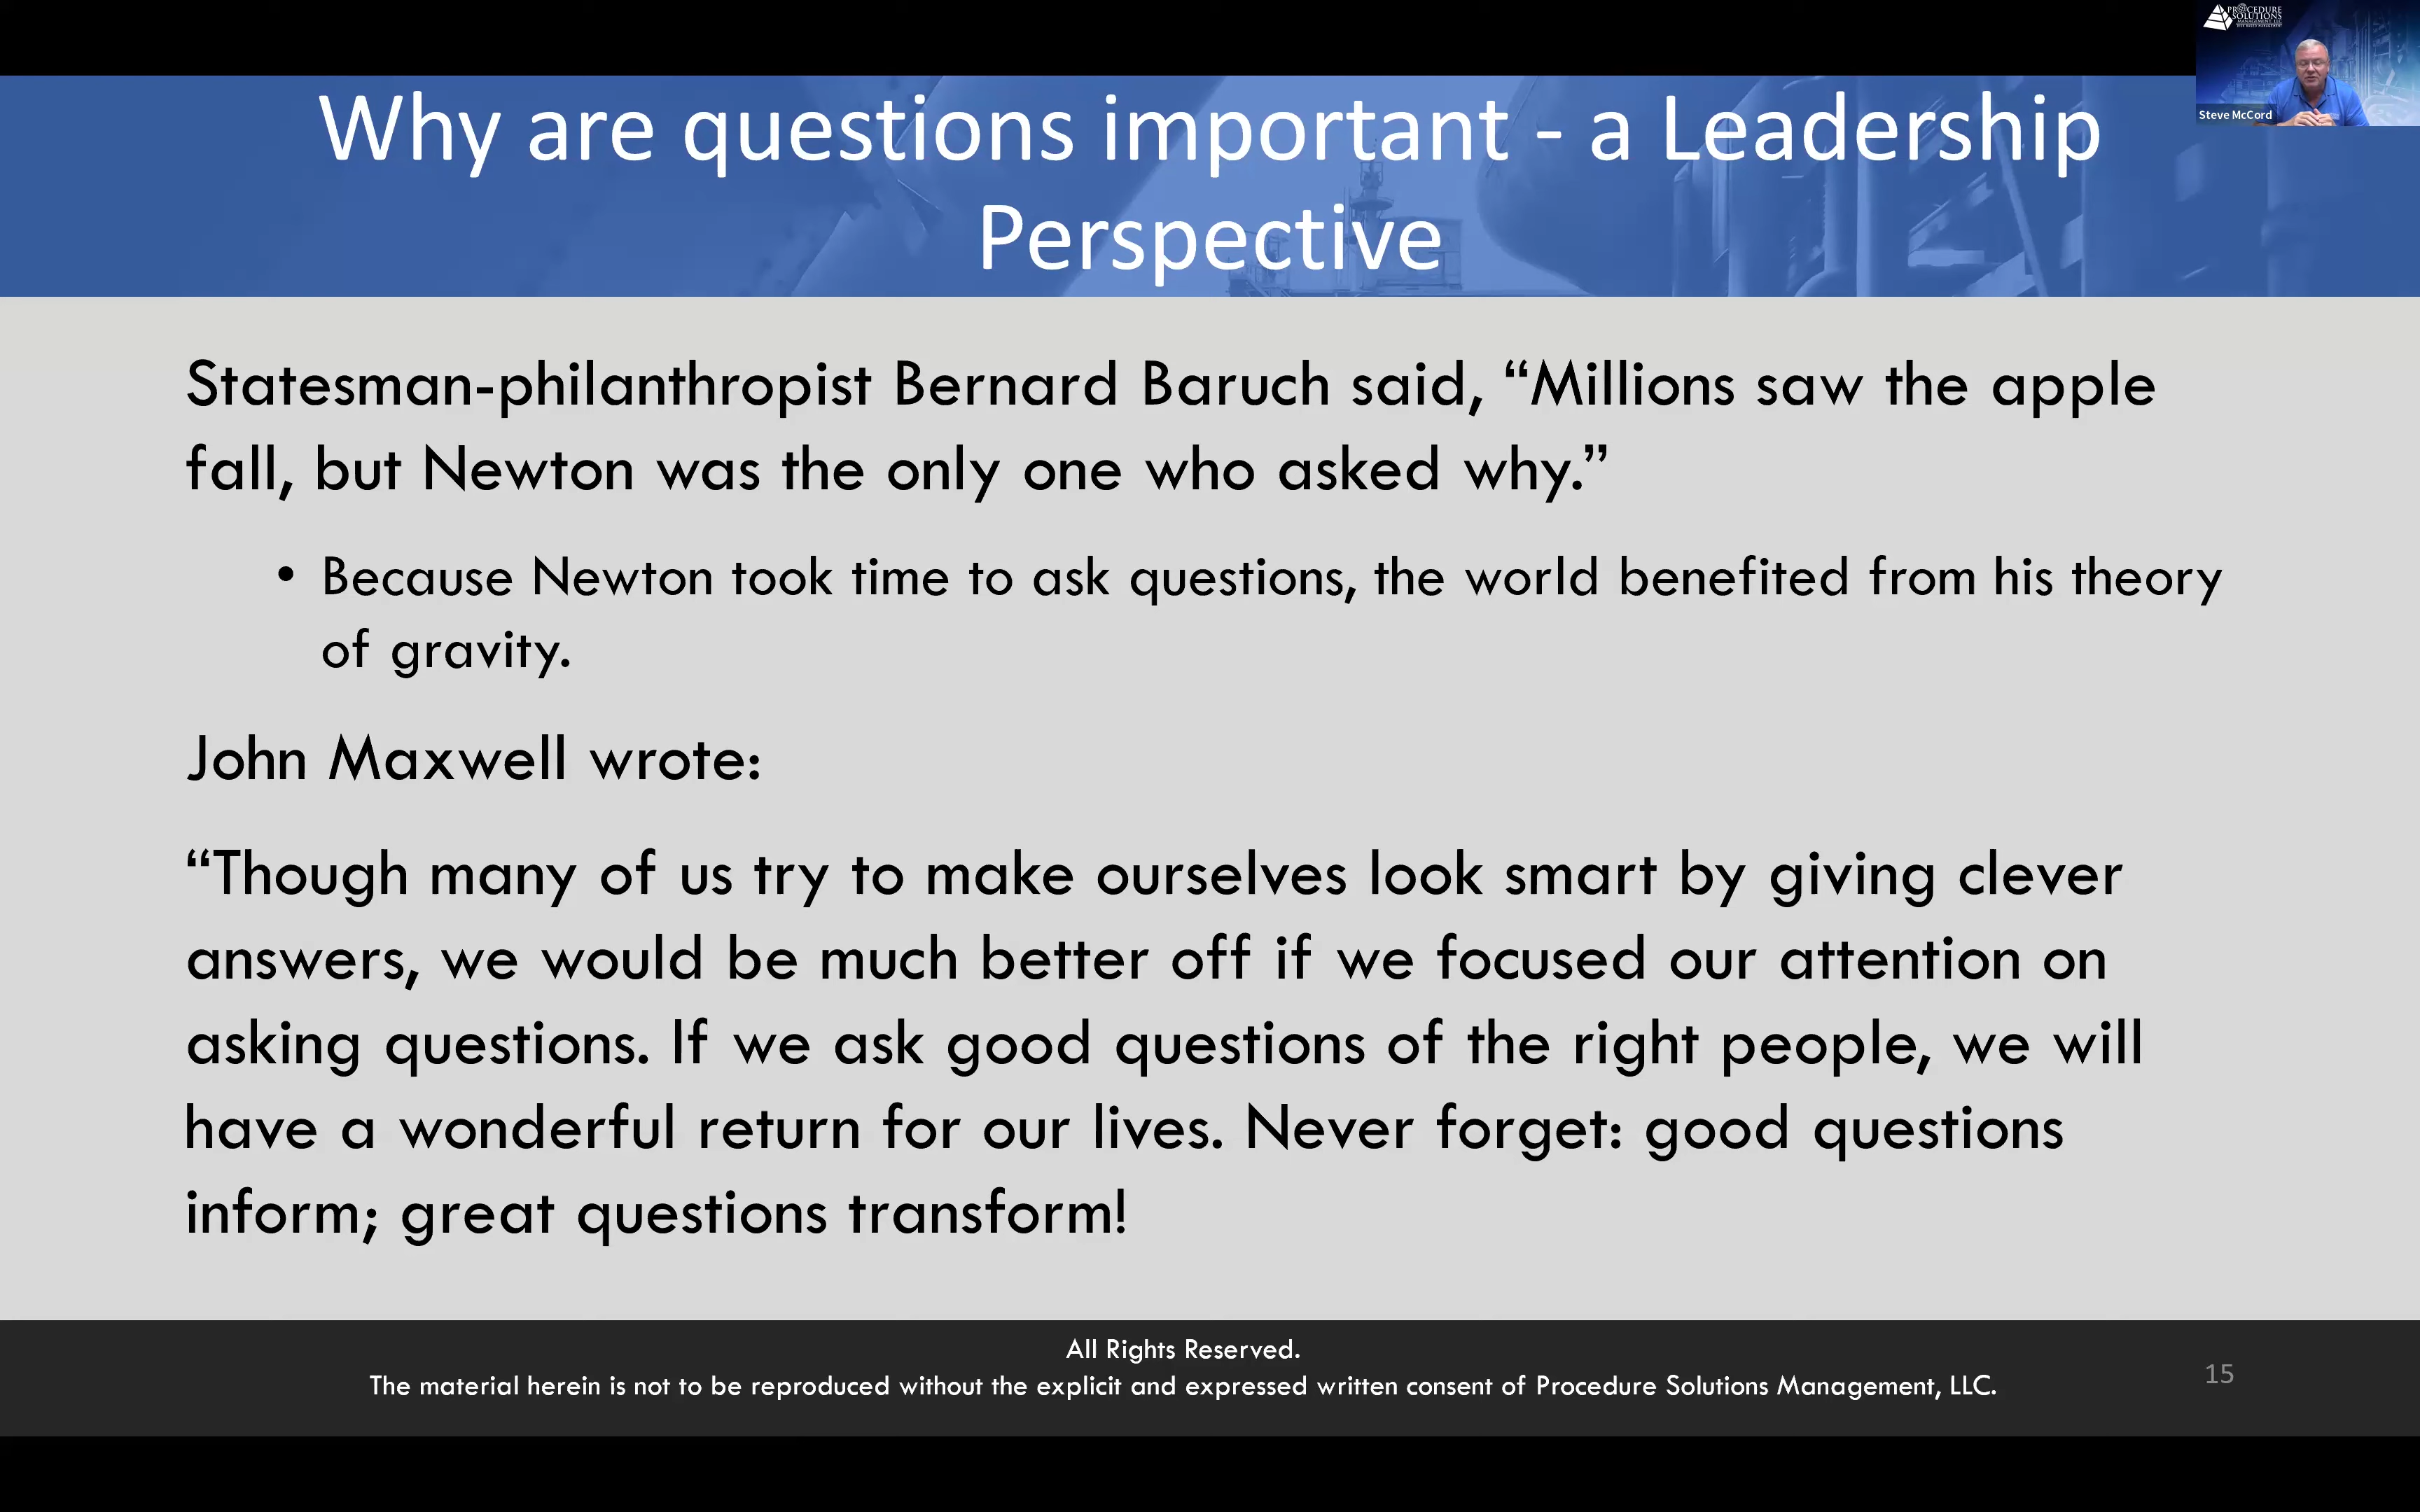 PROCEDURE
SOLUTIONS
MANAGEMENT, LLC
Steve McCord
Why are questions important - a Leadership
Perspective
Statesman-philanthropist Bernard Baruch said, “Millions saw the apple
fall, but Newton was the only one who asked why.”
• Because Newton took time to ask questions, the world benefited from his theory
of gravity.
John Maxwell wrote:
“Though many of us try to make ourselves look smart by giving clever
answers, we would be much better off if we focused our attention on
asking questions. If we ask good questions of the right people, we will
have a wonderful return for our lives. Never forget: good questions
inform; great questions transform!
All Rights Reserved.
The material herein is not to be reproduced without the explicit and expressed written consent of Procedure Solutions Management, LLC.
15